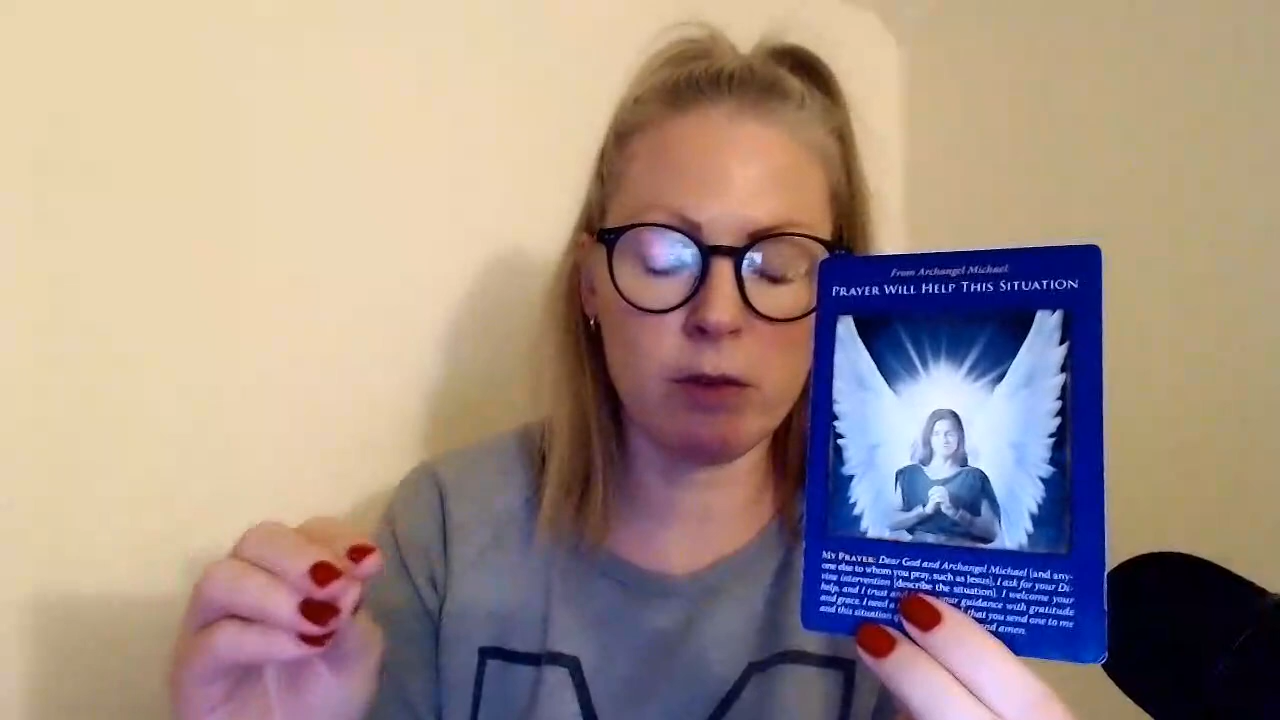 From Archangel Michael
PRAYER WILL HELP THIS SITUATION
MY PRAYER: Dear God and Archangel Michael [and any-
one else to whom you pray, such as Jesus], I ask for your Di-
vine intervention [describe the situation]. I welcome your
help, and I trust and your guidance with gratitude
and grace. I need a that you send one to me
and this situation nd amen.